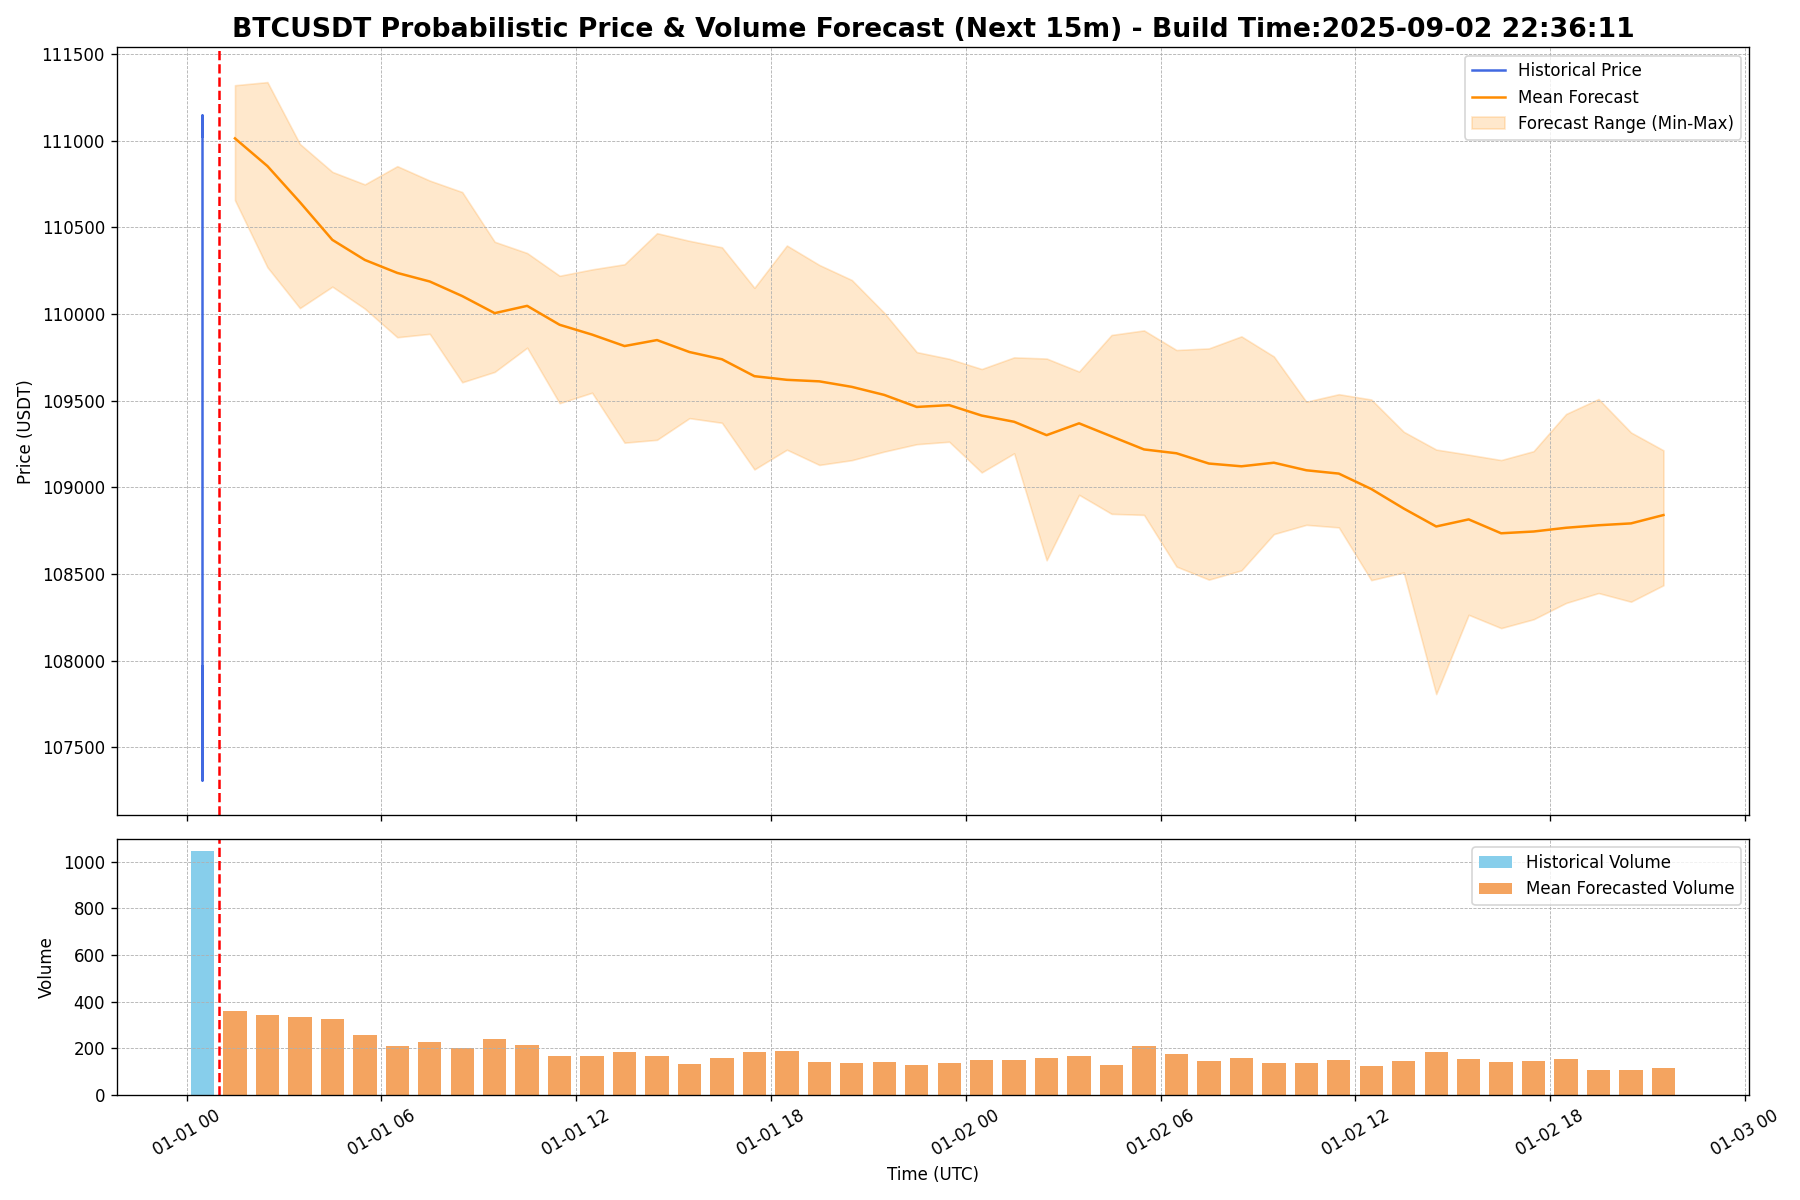 BTCUSDT Probabilistic Price & Volume Forecast (Next 15m) - Build Time:2025-09-02 22:36:11
Historical Price
Mean Forecast
Forecast Range (Min-Max)
Price (USDT)
111500
111000
110500
110000
109500
109000
108500
108000
107500
Historical Volume
Mean Forecasted Volume
Volume
1000
800
600
400
200
0
01-01 00
01-01 06
01-01 12
01-01 18
01-02 00
01-02 06
01-02 12
01-02 18
01-03 00
Time (UTC)